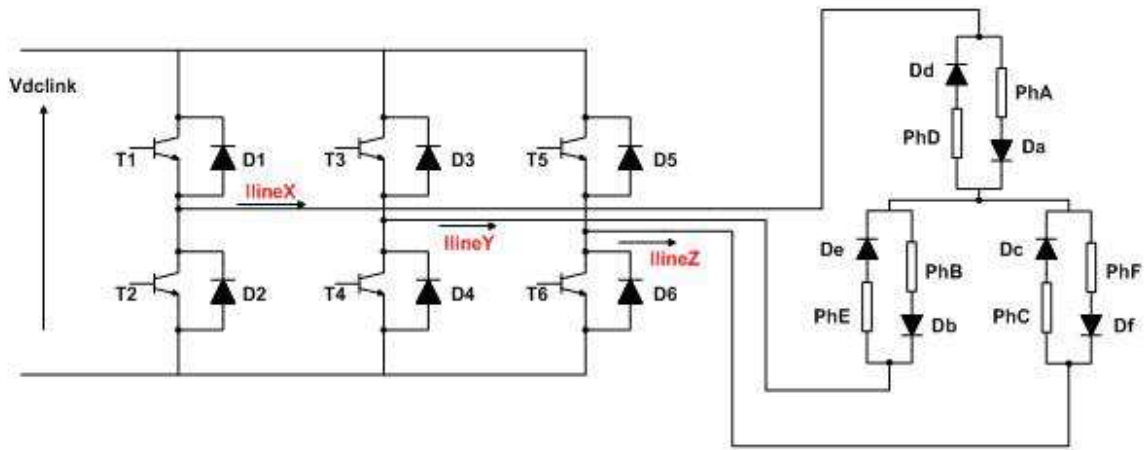 Vdclink
T1
D1
T3
D3
T5
D5
IlineX
IlineY
IlineZ
T2
D2
T4
D4
T6
D6
Dd
PhA
PhD
Da
De
PhB
Dc
PhF
PhE
Db
PhC
Df